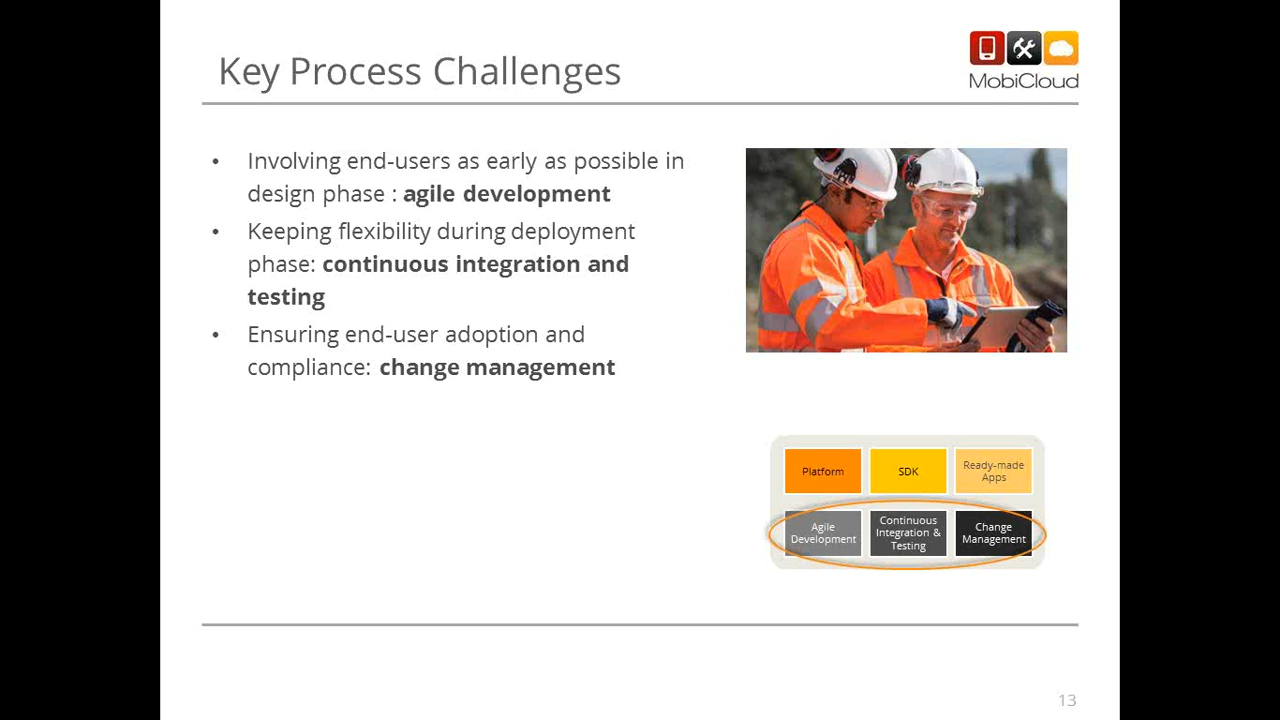 Key Process Challenges
MobiCloud
• Involving end-users as early as possible in
design phase : agile development
• Keeping flexibility during deployment
phase: continuous integration and
testing
• Ensuring end-user adoption and
compliance: change management
Platform
SDK
Ready-made
Apps
Agile
Development
Continuous
Integration &
Testing
Change
Management
13